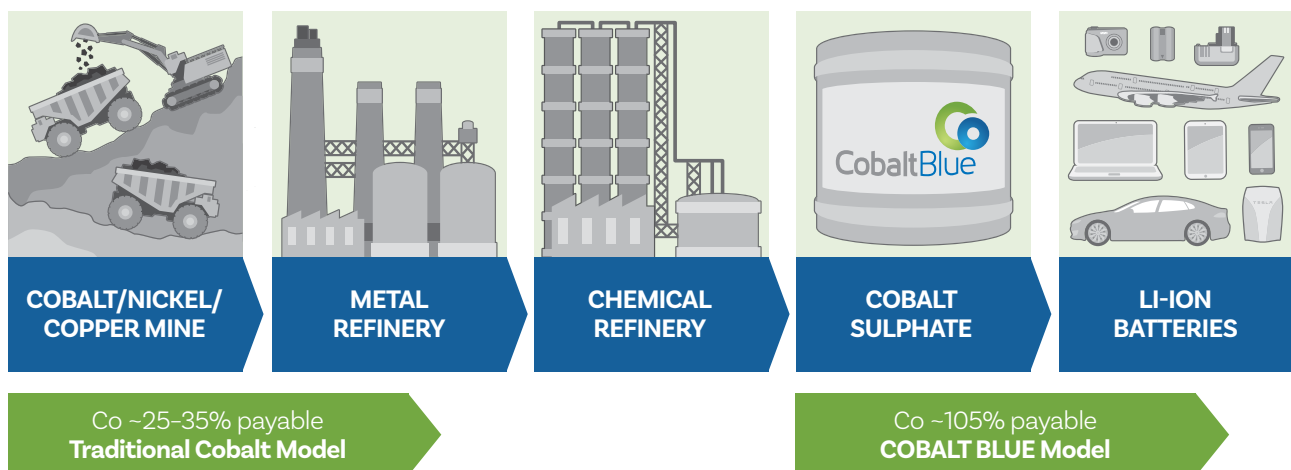 CobaltBlue
TESLA
COBALT/NICKEL/
COPPER MINE
METAL
REFINERY
CHEMICAL
REFINERY
COBALT
SULPHATE
LI-ION
BATTERIES
Co ~25–35% payable
Traditional Cobalt Model
Co ~105% payable
COBALT BLUE Model